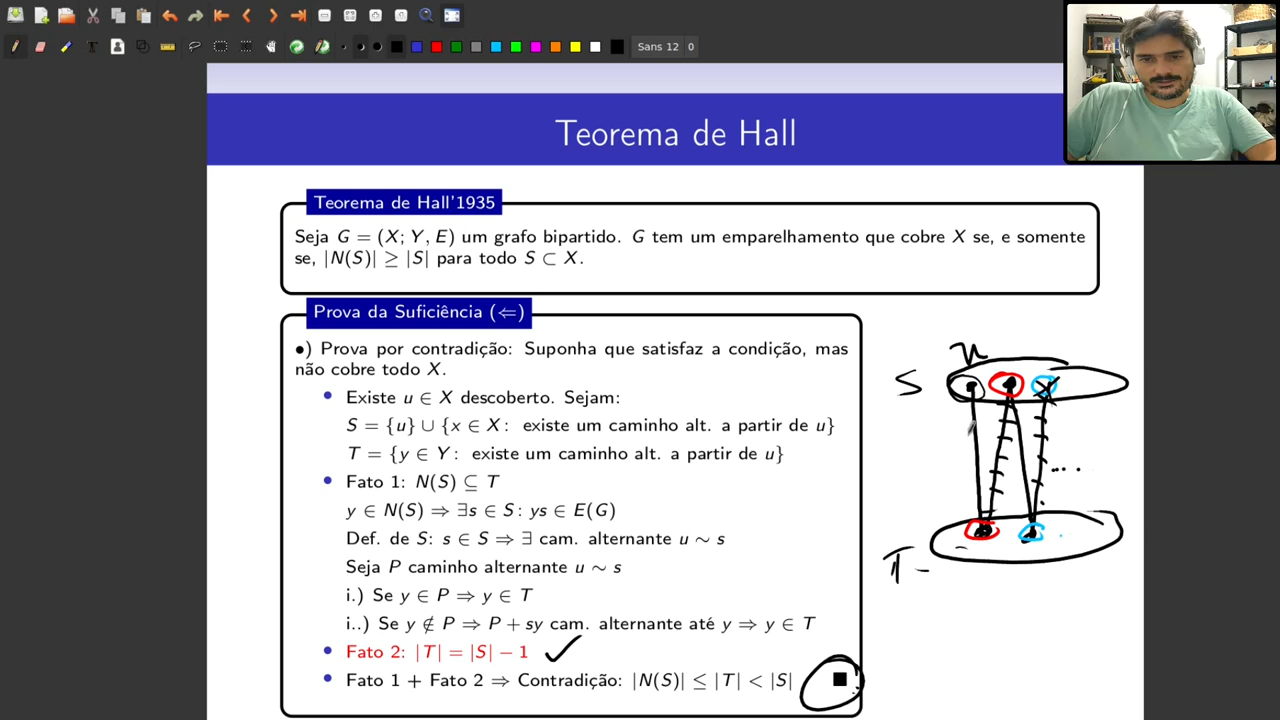 Sans 12 0
Teorema de Hall
Teorema de Hall'1935
Seja G = (X; Y, E) um grafo bipartido. G tem um emparelhamento que cobre X se, e somente
se, |N(S)| ≥ |S| para todo S ⊂ X.
Prova da Suficiência (⇐)
•) Prova por contradição: Suponha que satisfaz a condição, mas
não cobre todo X.
• Existe u ∈ X descoberto. Sejam:
S = {u} ∪ {x ∈ X : existe um caminho alt. a partir de u}
T = {y ∈ Y : existe um caminho alt. a partir de u}
• Fato 1: N(S) ⊆ T
y ∈ N(S) ⇒ ∃s ∈ S : ys ∈ E(G)
Def. de S: s ∈ S ⇒ ∃ cam. alternante u ∼ s
Seja P caminho alternante u ∼ s
i.) Se y ∈ P ⇒ y ∈ T
i..) Se y ∉ P ⇒ P + sy cam. alternante até y ⇒ y ∈ T
• Fato 2: |T| = |S| − 1
• Fato 1 + Fato 2 ⇒ Contradição: |N(S)| ≤ |T| < |S| ■
u
S
T